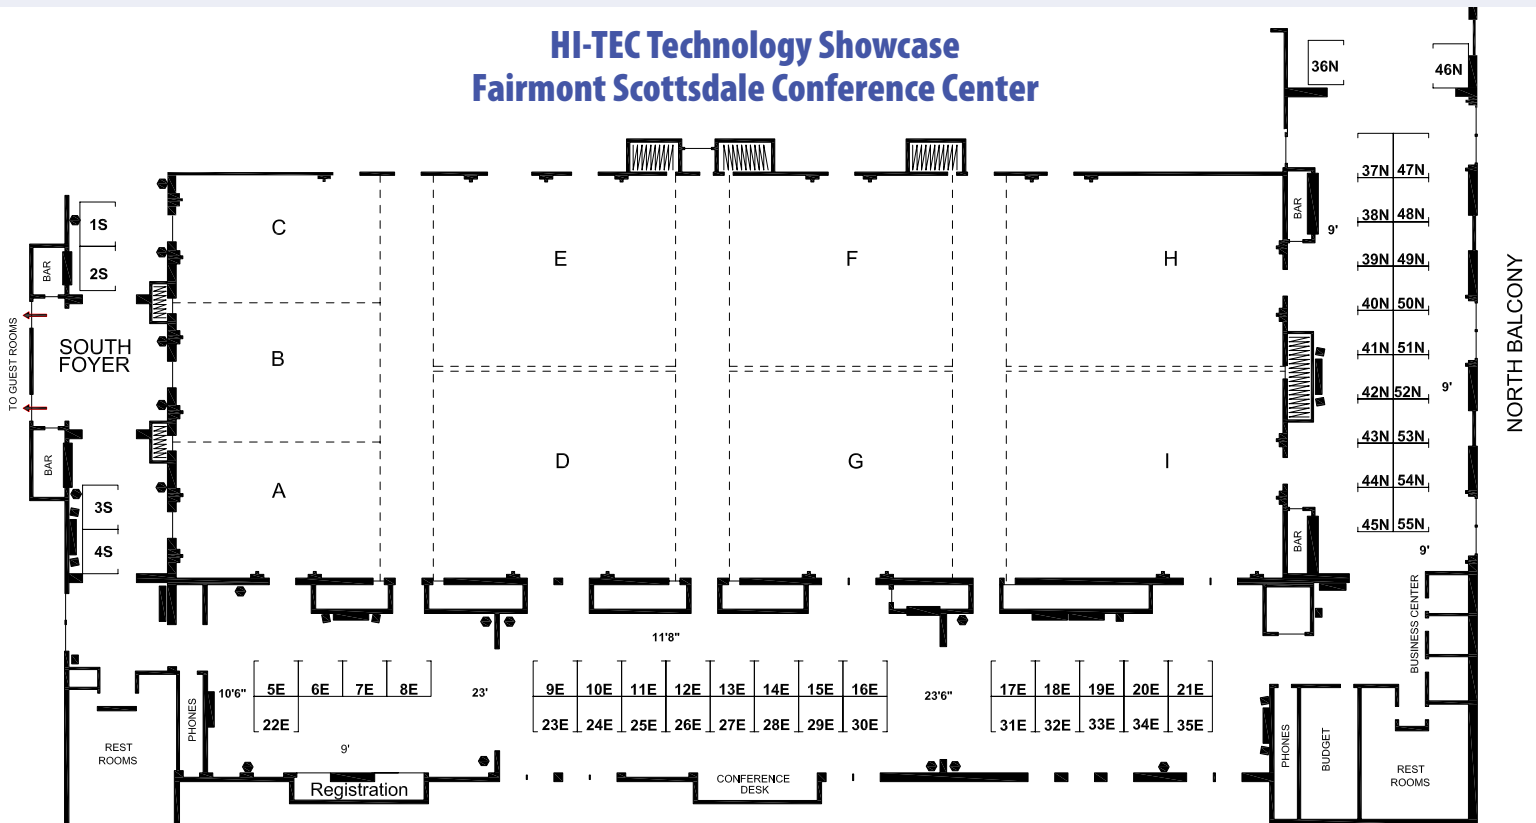 HI-TEC Technology Showcase
Fairmont Scottsdale Conference Center
36N
46N
37N 47N
38N 48N
39N 49N
40N 50N
41N 51N
42N 52N
43N 53N
44N 54N
45N 55N
9'
9'
9'
BAR
BAR
NORTH BALCONY
1S
2S
BAR
TO GUEST ROOMS
SOUTH
FOYER
BAR
3S
4S
C
B
A
E
D
F
G
H
I
11'8"
10'6"
5E 6E 7E 8E
22E
9'
23'
9E 10E 11E 12E 13E 14E 15E 16E
23E 24E 25E 26E 27E 28E 29E 30E
23'6"
17E 18E 19E 20E 21E
31E 32E 33E 34E 35E
BUSINESS CENTER
REST
ROOMS
PHONES
Registration
CONFERENCE
DESK
PHONES
BUDGET
REST
ROOMS